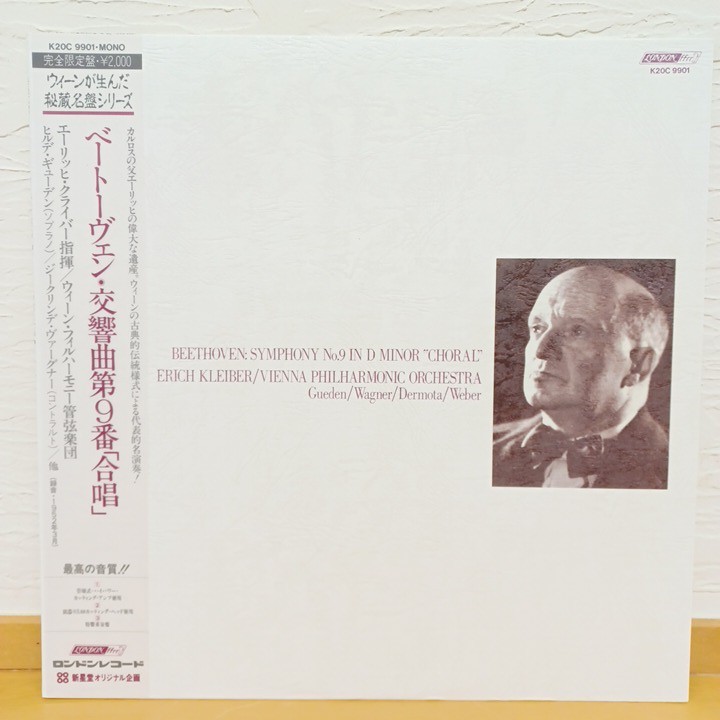 K20C 9901・MONO
完全限定盤・¥2,000
ウィーンが生んだ
秘蔵名盤シリーズ
カルロスの父エーリッヒの偉大な遺産。ウィーンの古典的伝統様式による代表的名演奏!
ベートーヴェン・交響曲第9番「合唱」
エーリッヒ・クライバー指揮/ウィーン・フィルハーモニー管弦楽団
ヒルデ・ギューデン(ソプラノ)/ジークリンデ・ヴァーグナー(コントラルト)/他
最高の音質!!
①
②
③
LONDON ffrr
ロンドンレコード
新星堂オリジナル企画
LONDON ffrr
K20C 9901
BEETHOVEN: SYMPHONY No.9 IN D MINOR "CHORAL"
ERICH KLEIBER/VIENNA PHILHARMONIC ORCHESTRA
Gueden/Wagner/Dermota/Weber